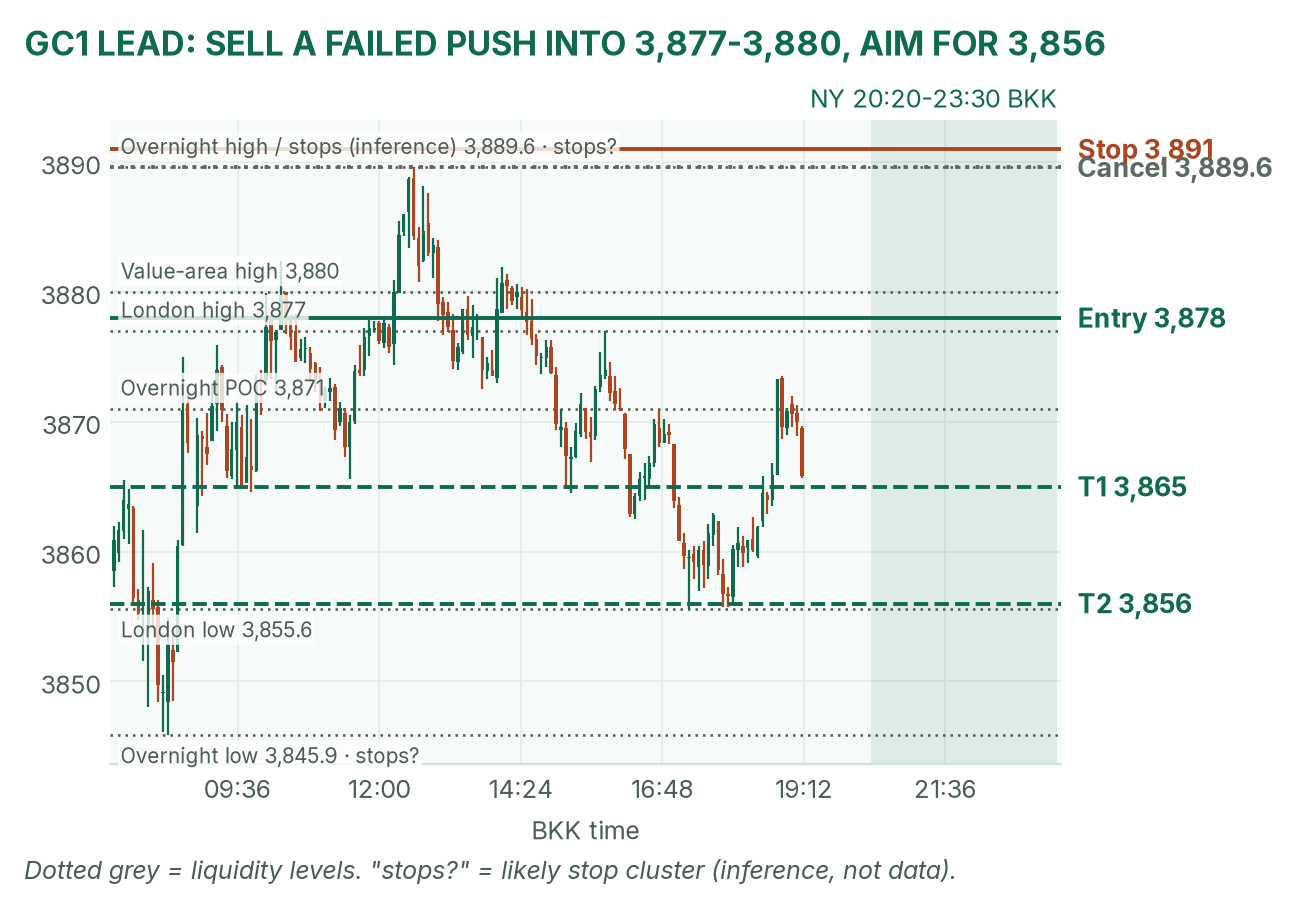 GC1 LEAD: SELL A FAILED PUSH INTO 3,877-3,880, AIM FOR 3,856
NY 20:20-23:30 BKK
Overnight high / stops (inference) 3,889.6 · stops?
Stop 3,891
Cancel 3,889.6
3890
Value-area high 3,880
3880
London high 3,877
Entry 3,878
Overnight POC 3,871
3870
T1 3,865
3860
T2 3,856
London low 3,855.6
3850
Overnight low 3,845.9 · stops?
09:36 12:00 14:24 16:48 19:12 21:36
BKK time
Dotted grey = liquidity levels. "stops?" = likely stop cluster (inference, not data).